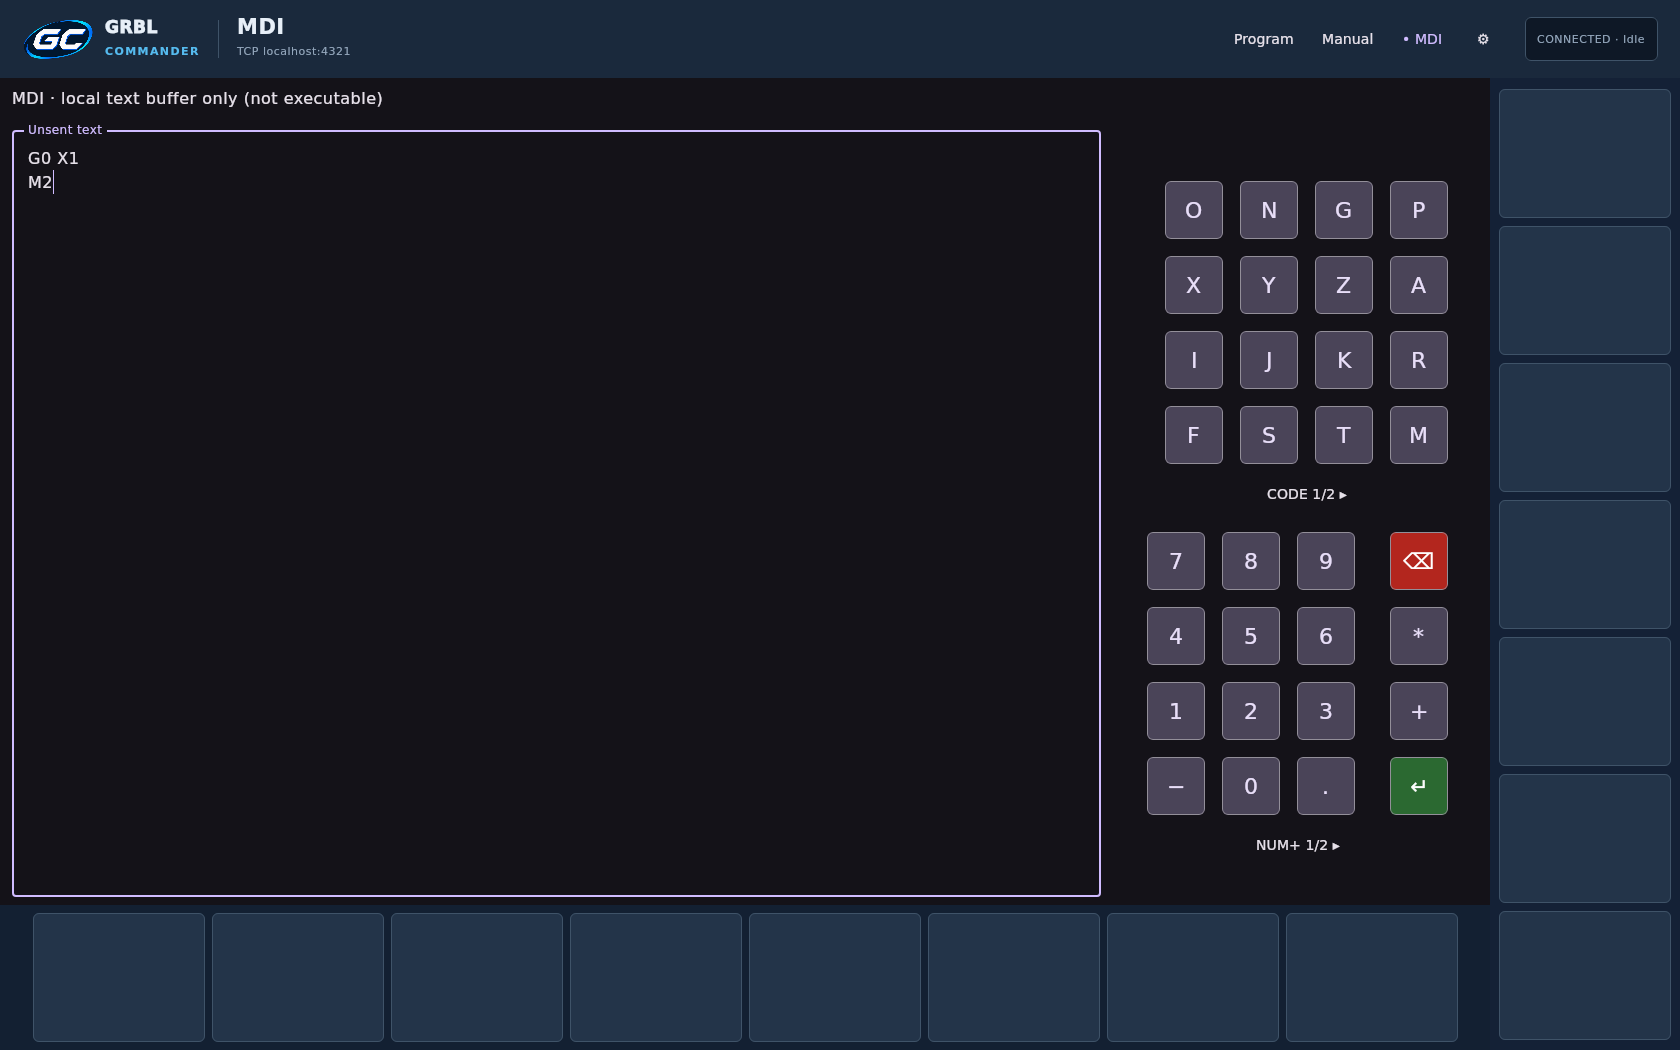 GC GRBL COMMANDER
MDI
TCP localhost:4321
Program Manual • MDI ⚙ CONNECTED · Idle
MDI · local text buffer only (not executable)
Unsent text
G0 X1
M2
O N G P
X Y Z A
I J K R
F S T M
CODE 1/2 ▸
7 8 9 ⌫
4 5 6 *
1 2 3 +
− 0 . ↵
NUM+ 1/2 ▸